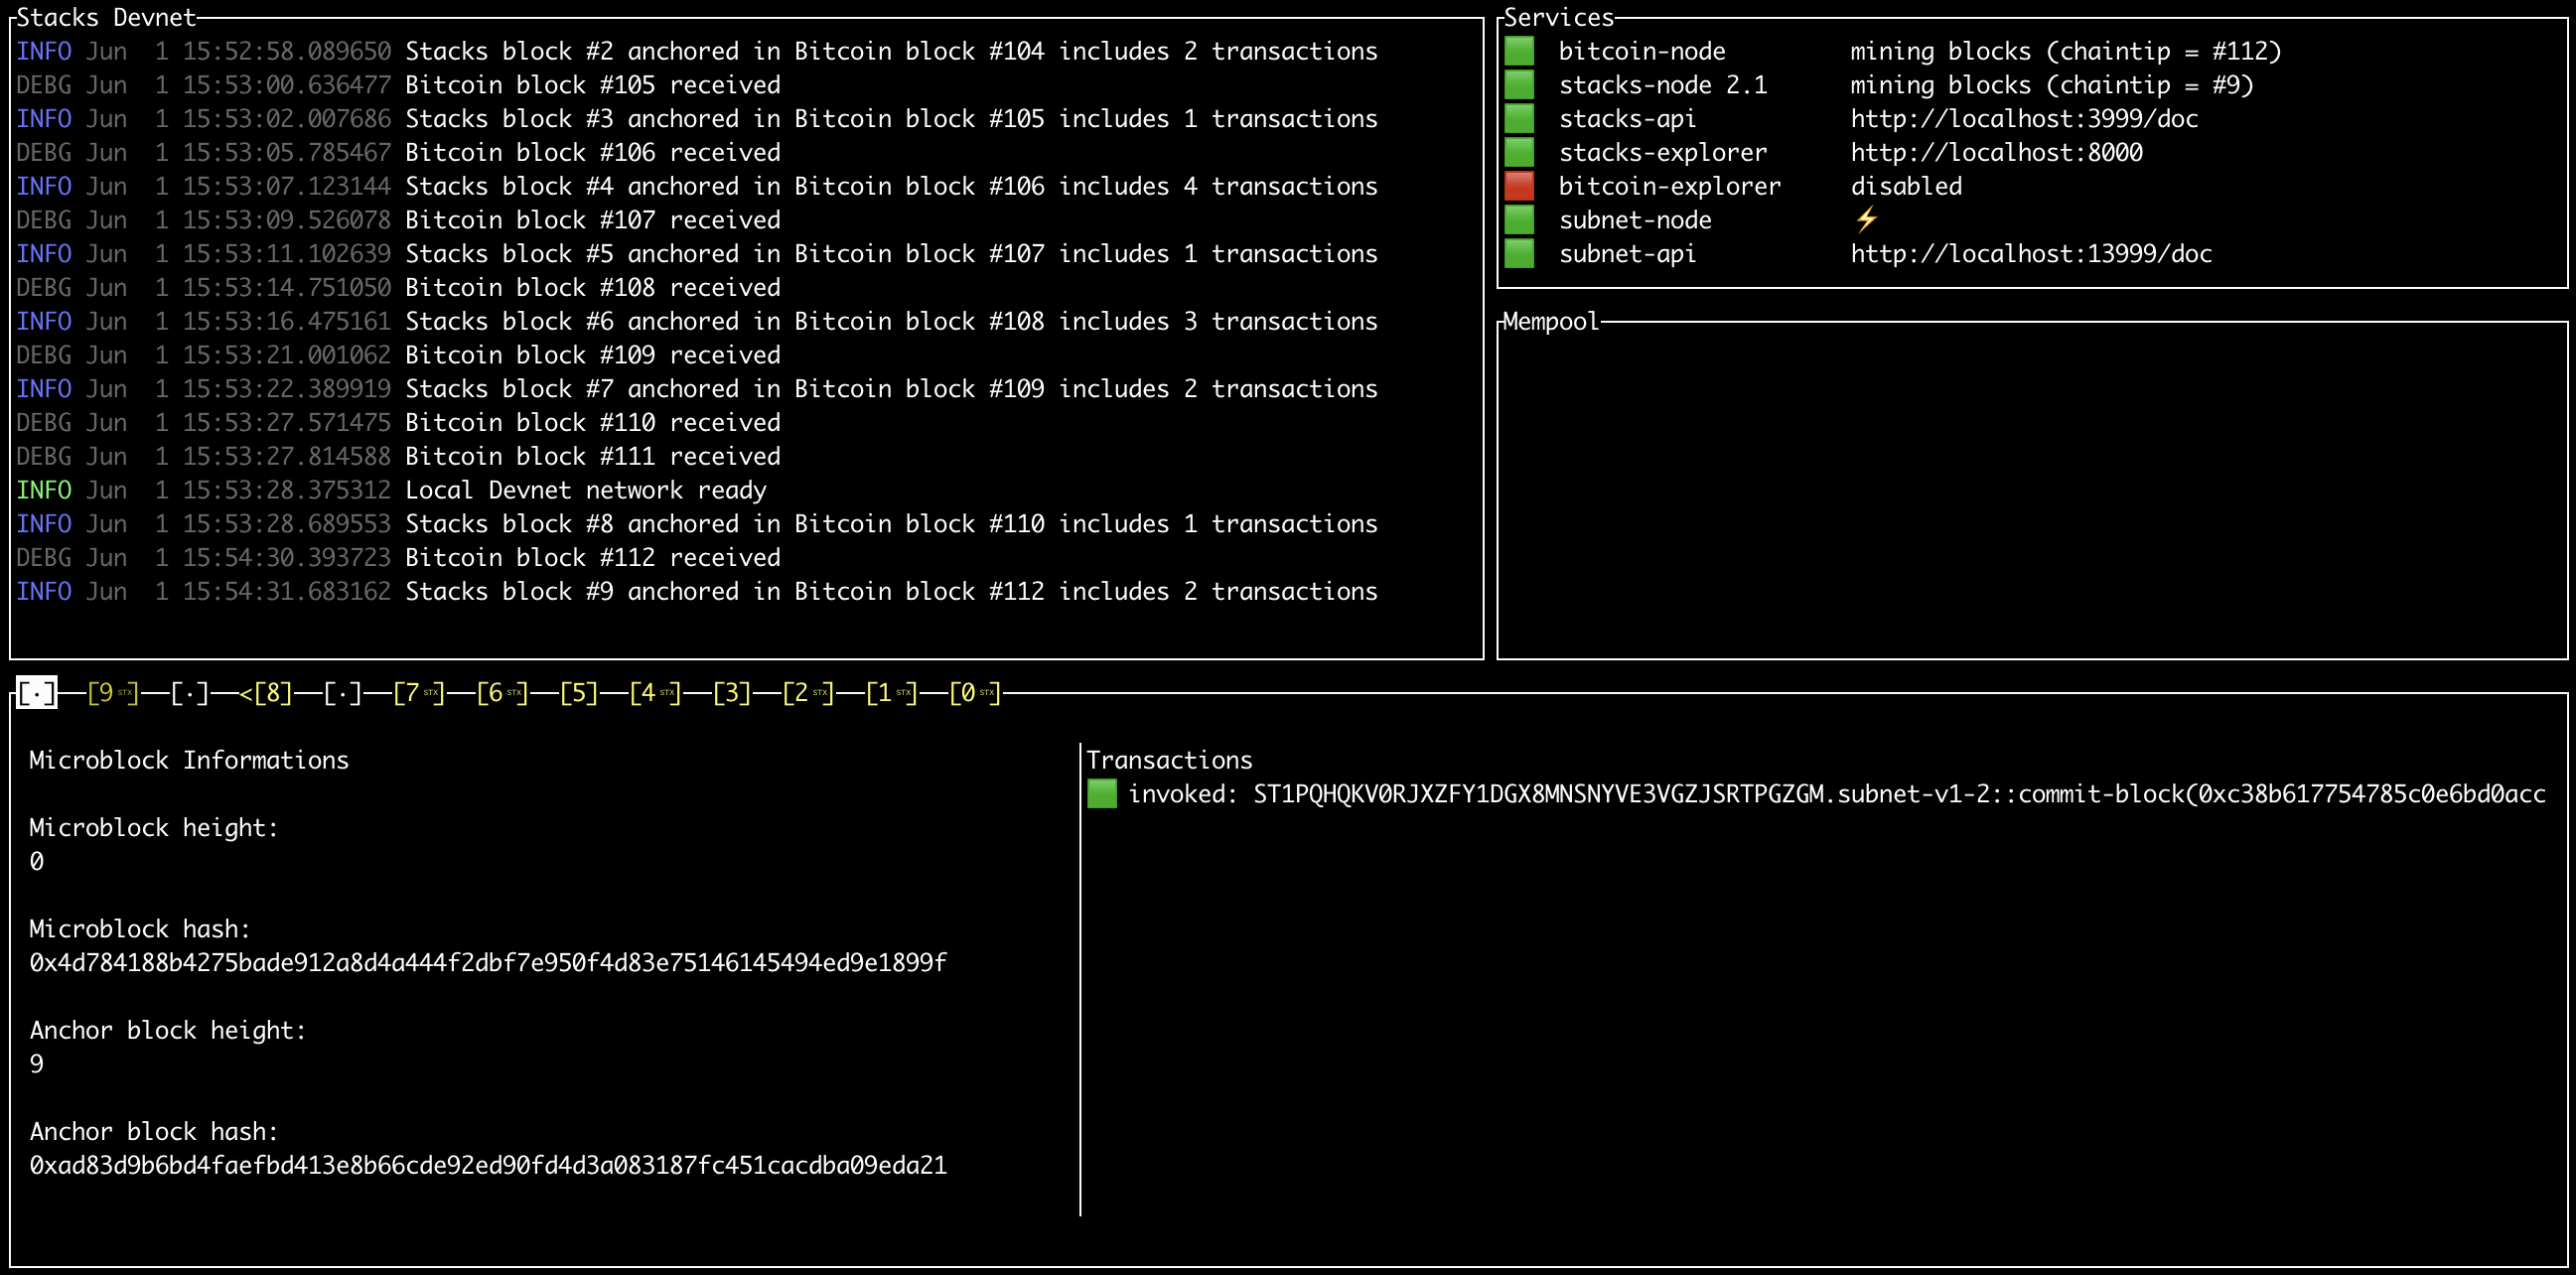 Stacks Devnet
INFO Jun 1 15:52:58.089650 Stacks block #2 anchored in Bitcoin block #104 includes 2 transactions
DEBG Jun 1 15:53:00.636477 Bitcoin block #105 received
INFO Jun 1 15:53:02.007686 Stacks block #3 anchored in Bitcoin block #105 includes 1 transactions
DEBG Jun 1 15:53:05.785467 Bitcoin block #106 received
INFO Jun 1 15:53:07.123144 Stacks block #4 anchored in Bitcoin block #106 includes 4 transactions
DEBG Jun 1 15:53:09.526078 Bitcoin block #107 received
INFO Jun 1 15:53:11.102639 Stacks block #5 anchored in Bitcoin block #107 includes 1 transactions
DEBG Jun 1 15:53:14.751050 Bitcoin block #108 received
INFO Jun 1 15:53:16.475161 Stacks block #6 anchored in Bitcoin block #108 includes 3 transactions
DEBG Jun 1 15:53:21.001062 Bitcoin block #109 received
INFO Jun 1 15:53:22.389919 Stacks block #7 anchored in Bitcoin block #109 includes 2 transactions
DEBG Jun 1 15:53:27.571475 Bitcoin block #110 received
DEBG Jun 1 15:53:27.814588 Bitcoin block #111 received
INFO Jun 1 15:53:28.375312 Local Devnet network ready
INFO Jun 1 15:53:28.689553 Stacks block #8 anchored in Bitcoin block #110 includes 1 transactions
DEBG Jun 1 15:54:30.393723 Bitcoin block #112 received
INFO Jun 1 15:54:31.683162 Stacks block #9 anchored in Bitcoin block #112 includes 2 transactions
Services
bitcoin-node mining blocks (chaintip = #112)
stacks-node 2.1 mining blocks (chaintip = #9)
stacks-api http://localhost:3999/doc
stacks-explorer http://localhost:8000
bitcoin-explorer disabled
subnet-node ⚡
subnet-api http://localhost:13999/doc
Mempool
[·] [9 STX] [·] <[8] [·] [7 STX] [6 STX] [5] [4 STX] [3] [2 STX] [1 STX] [0 STX]
Microblock Informations
Microblock height:
0
Microblock hash:
0x4d784188b4275bade912a8d4a444f2dbf7e950f4d83e75146145494ed9e1899f
Anchor block height:
9
Anchor block hash:
0xad83d9b6bd4faefbd413e8b66cde92ed90fd4d3a083187fc451cacdba09eda21
Transactions
invoked: ST1PQHQKV0RJXZFY1DGX8MNSNYVE3VGZJSRTPGZGM.subnet-v1-2::commit-block(0xc38b617754785c0e6bd0acc